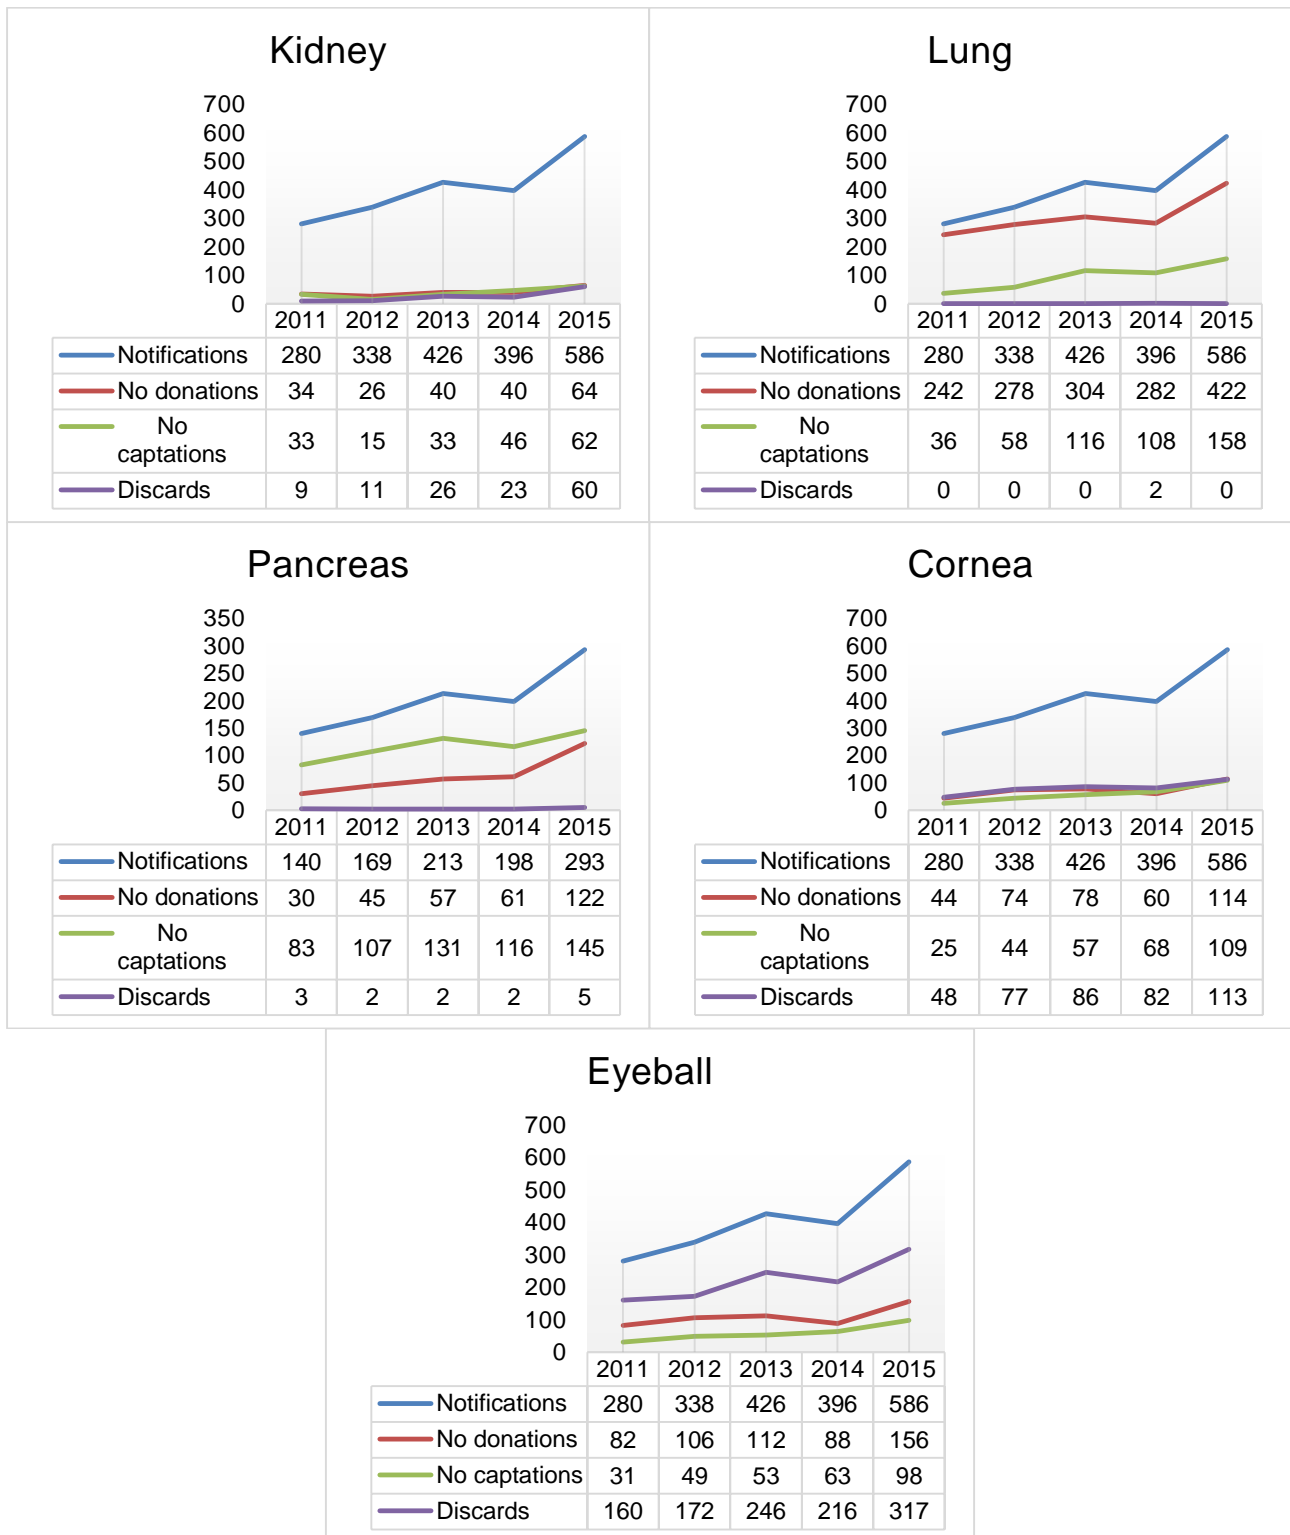 Kidney
700
600
500
400
300
200
100
0
2011 2012 2013 2014 2015
Notifications 280 338 426 396 586
No donations 34 26 40 40 64
No
captations 33 15 33 46 62
Discards 9 11 26 23 60
Lung
700
600
500
400
300
200
100
0
2011 2012 2013 2014 2015
Notifications 280 338 426 396 586
No donations 242 278 304 282 422
No
captations 36 58 116 108 158
Discards 0 0 0 2 0
Pancreas
350
300
250
200
150
100
50
0
2011 2012 2013 2014 2015
Notifications 140 169 213 198 293
No donations 30 45 57 61 122
No
captations 83 107 131 116 145
Discards 3 2 2 2 5
Cornea
700
600
500
400
300
200
100
0
2011 2012 2013 2014 2015
Notifications 280 338 426 396 586
No donations 44 74 78 60 114
No
captations 25 44 57 68 109
Discards 48 77 86 82 113
Eyeball
700
600
500
400
300
200
100
0
2011 2012 2013 2014 2015
Notifications 280 338 426 396 586
No donations 82 106 112 88 156
No captations 31 49 53 63 98
Discards 160 172 246 216 317